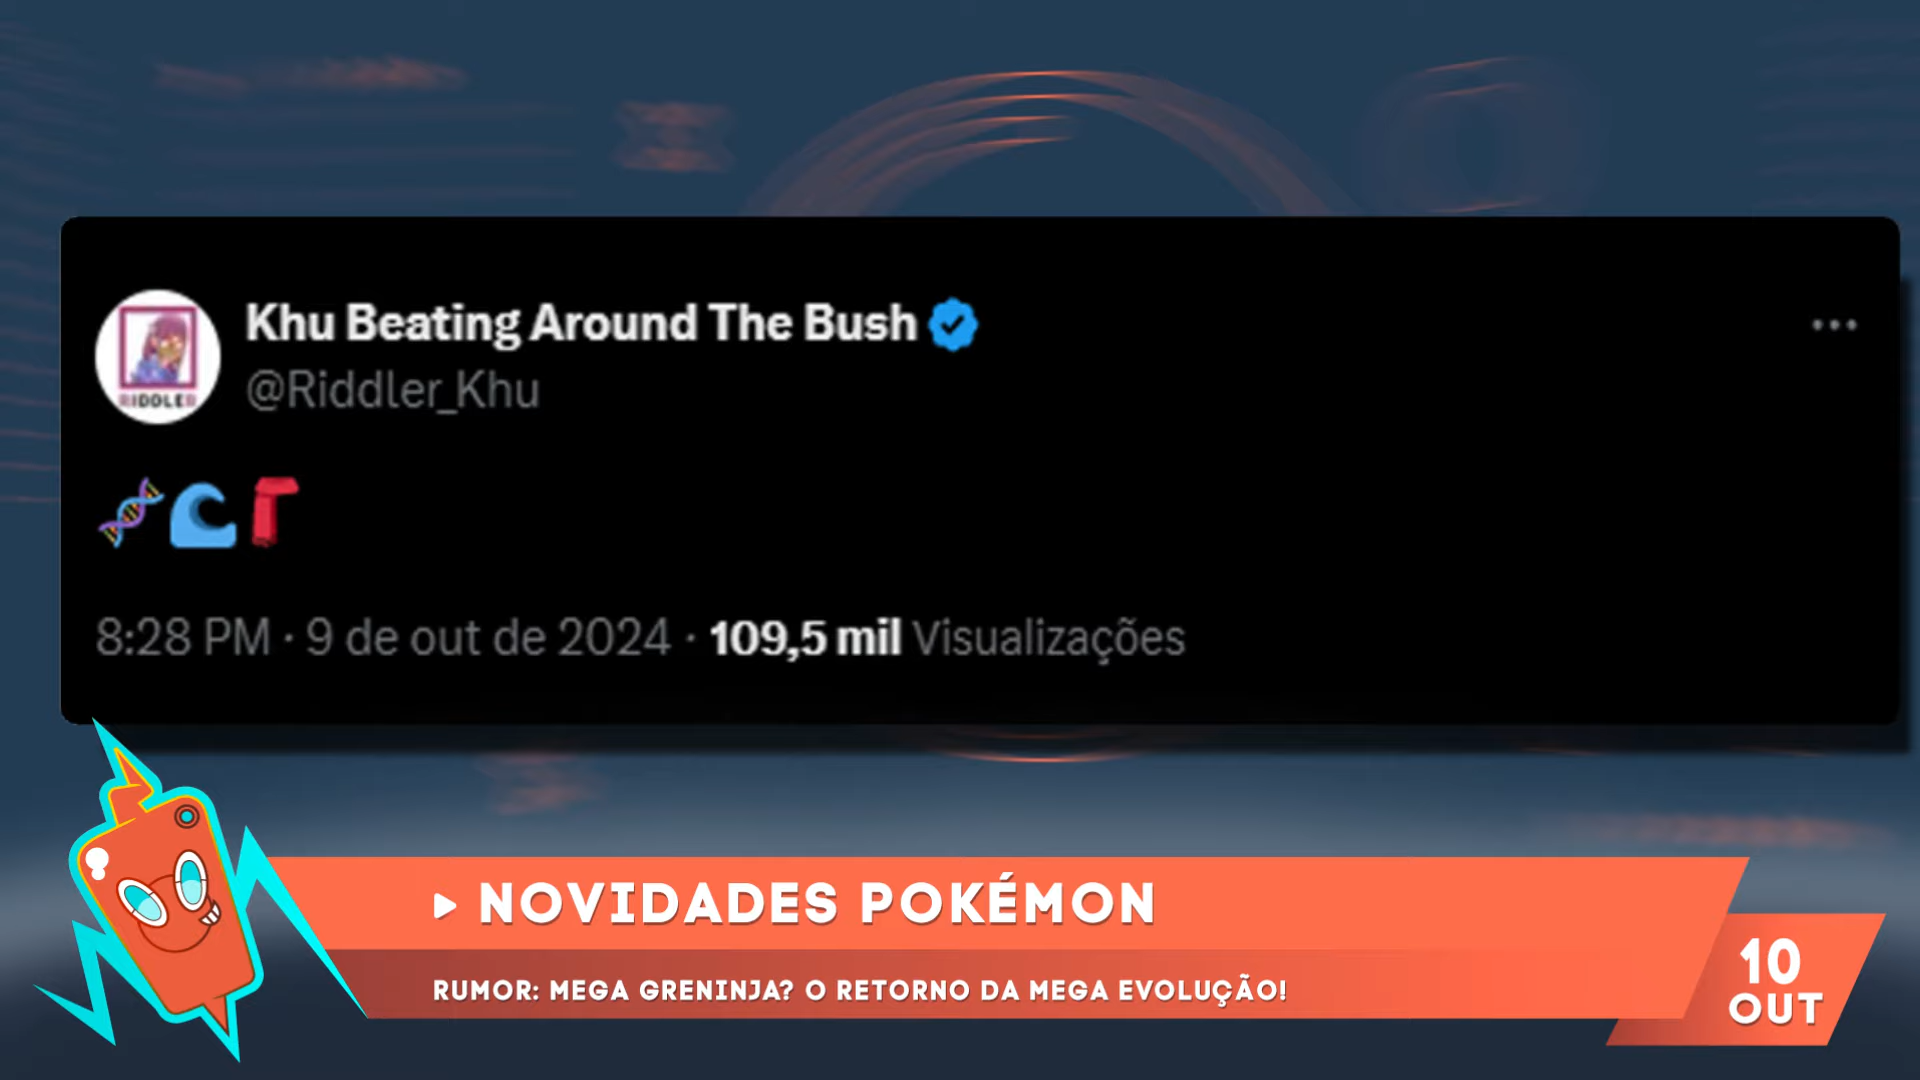 Khu Beating Around The Bush
@Riddler_Khu
RIDDLER
🧬🌊🧣
8:28 PM · 9 de out de 2024 · 109,5 mil Visualizações
NOVIDADES POKÉMON
RUMOR: MEGA GRENINJA? O RETORNO DA MEGA EVOLUÇÃO!
10
OUT